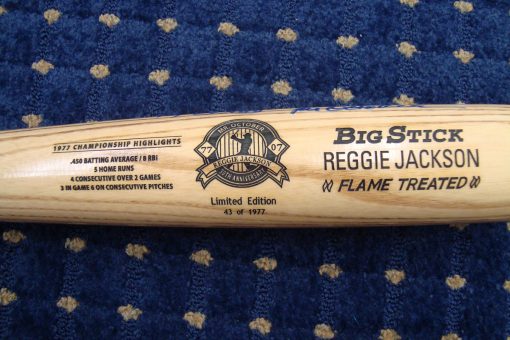 1977 CHAMPIONSHIP HIGHLIGHTS
.450 BATTING AVERAGE / 8 RBI
5 HOME RUNS
4 CONSECUTIVE OVER 2 GAMES
3 IN GAME 6 ON CONSECUTIVE PITCHES
MR. OCTOBER
77 07
REGGIE JACKSON
30TH ANNIVERSARY
Limited Edition
43 of 1977
BIG STICK
REGGIE JACKSON
FLAME TREATED